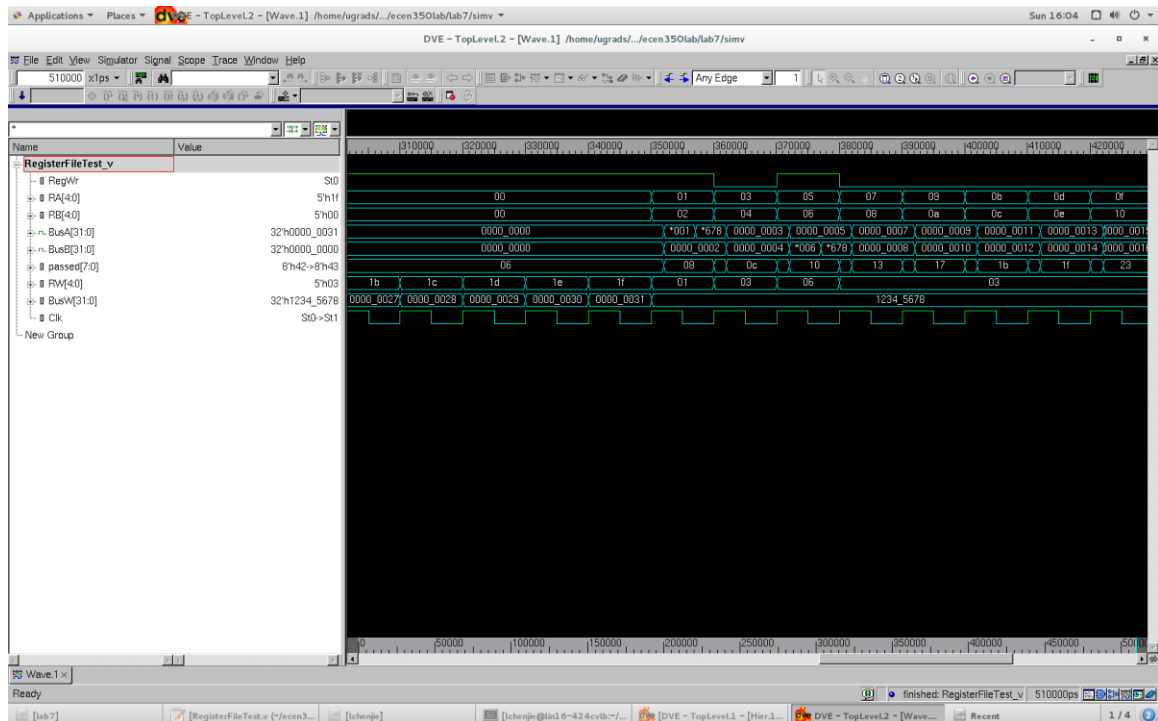 Applications Places dve DVE - TopLevel.2 - [Wave.1] /home/ugrads/.../ecen350lab/lab7/simv Sun 16:04
DVE - TopLevel.2 - [Wave.1] /home/ugrads/.../ecen350lab/lab7/simv
File Edit View Simulator Signal Scope Trace Window Help
510000 x1ps Any Edge 1
*
Name Value 310000 320000 330000 340000 350000 360000 370000 380000 390000 400000 410000 420000
RegisterFileTest_v
RegWr St0
RA[4:0] 5'h1f 00 01 03 05 07 09 0b 0d 0f
RB[4:0] 5'h00 00 02 04 06 08 0a 0c 0e 10
BusA[31:0] 32'h0000_0031 0000_0000 *001 *678 0000_0003 0000_0005 0000_0007 0000_0009 0000_0011 0000_0013 0000_0015
BusB[31:0] 32'h0000_0000 0000_0000 0000_0002 0000_0004 *006 *678 0000_0008 0000_0010 0000_0012 0000_0014 0000_0016
passed[7:0] 8'h42->8'h43 06 08 0c 10 13 17 1b 1f 23
RW[4:0] 5'h03 1b 1c 1d 1e 1f 01 03 06 03
BusW[31:0] 32'h1234_5678 0000_0027 0000_0028 0000_0029 0000_0030 0000_0031 1234_5678
Clk St0->St1
New Group
0 50000 100000 150000 200000 250000 300000 350000 400000 450000
Wave.1
Ready finished: RegisterFileTest_v 510000ps
[lab7] [RegisterFileTest.v (~/ecen3... [lchenjie] [lchenjie@lin16-424cvlb:~/... [DVE - TopLevel.1 - [Hier.1... DVE - TopLevel.2 - [Wave.... Recent 1 / 4 2